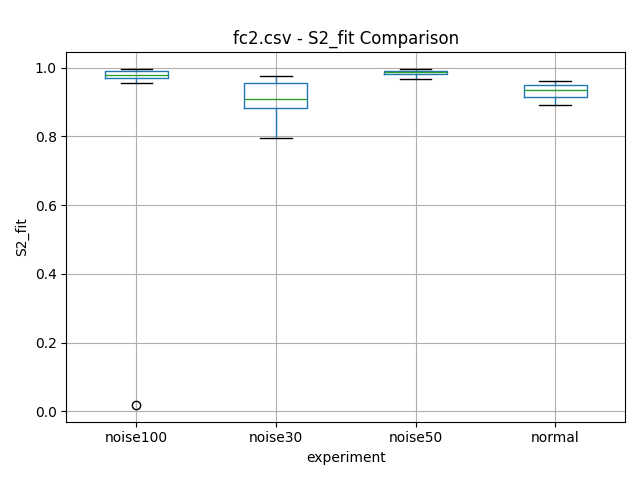 fc2.csv - S2_fit Comparison
1.0
0.8
0.6
0.4
0.2
0.0
S2_fit
noise100 noise30 noise50 normal
experiment